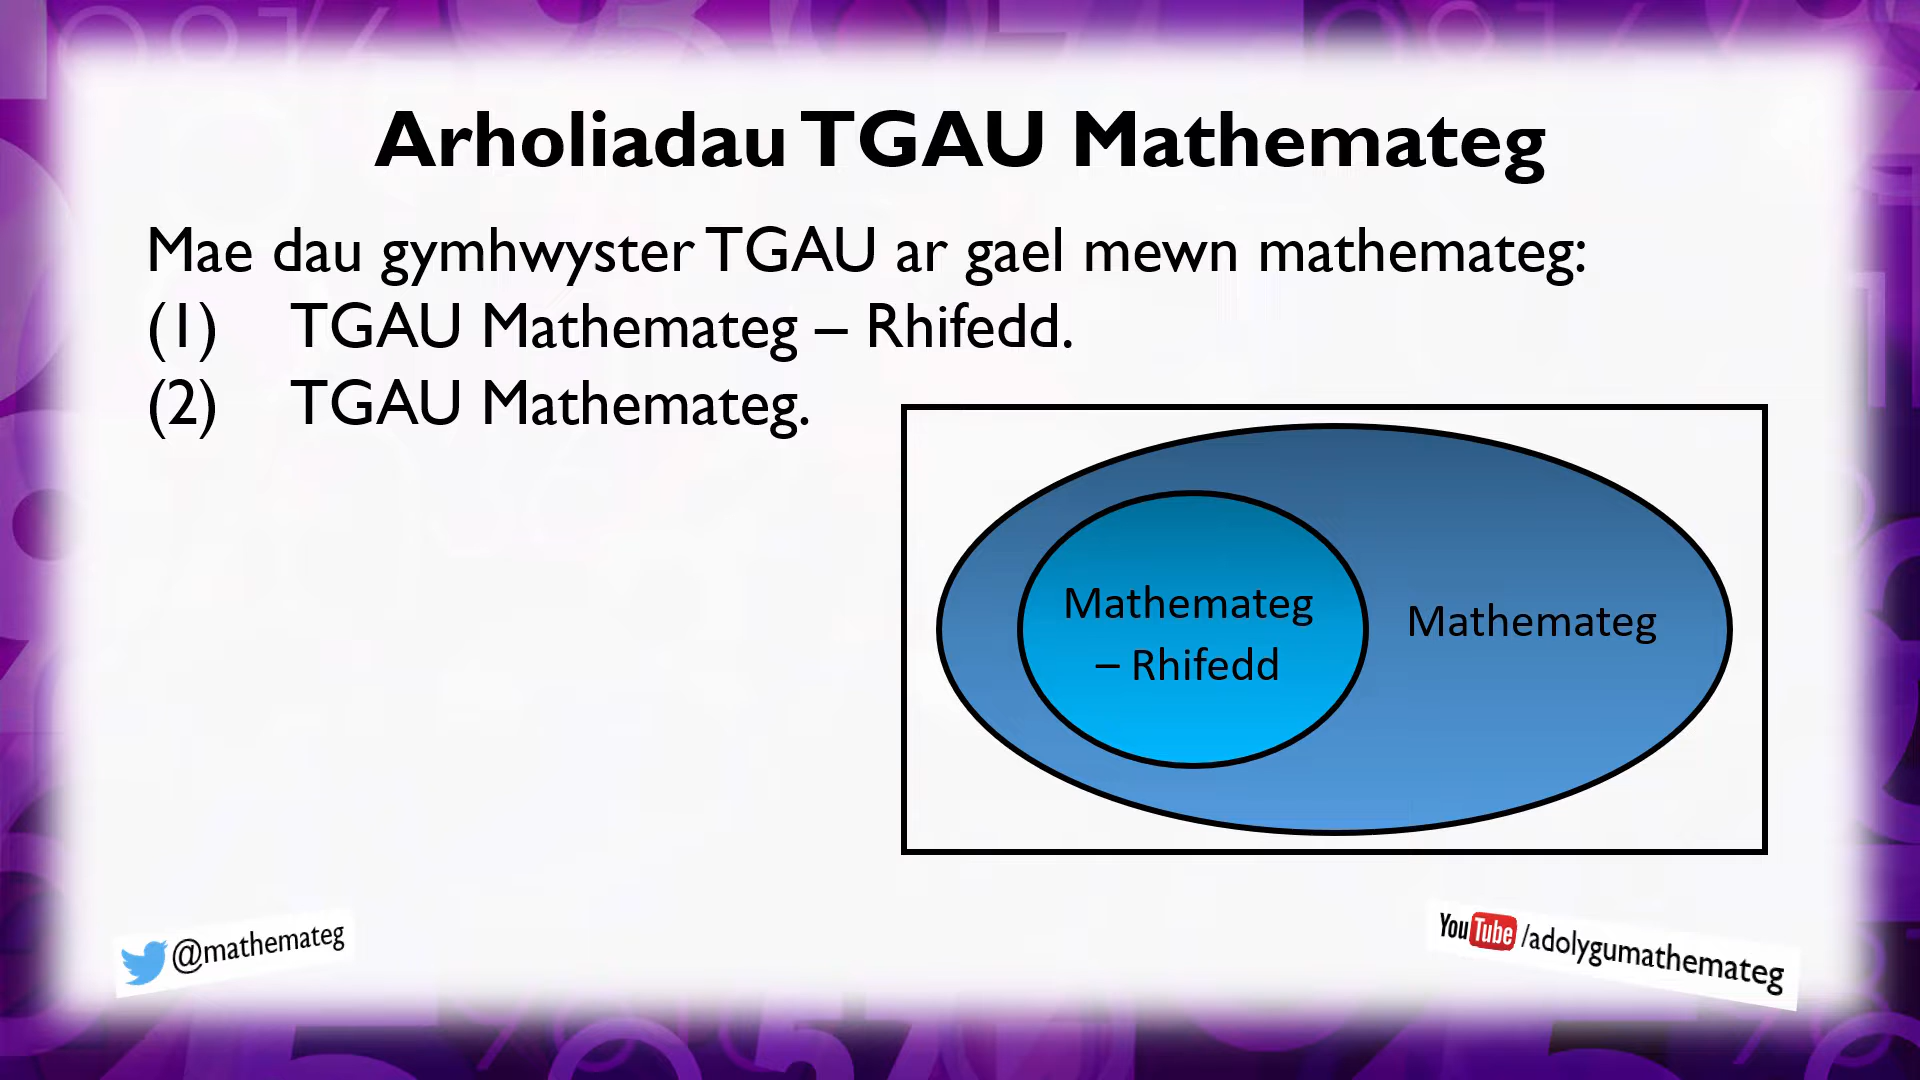 Arholiadau TGAU Mathemateg
Mae dau gymhwyster TGAU ar gael mewn mathemateg:
(1) TGAU Mathemateg – Rhifedd.
(2) TGAU Mathemateg.
Mathemateg
– Rhifedd
Mathemateg
@mathemateg
YouTube /adolygumathemateg